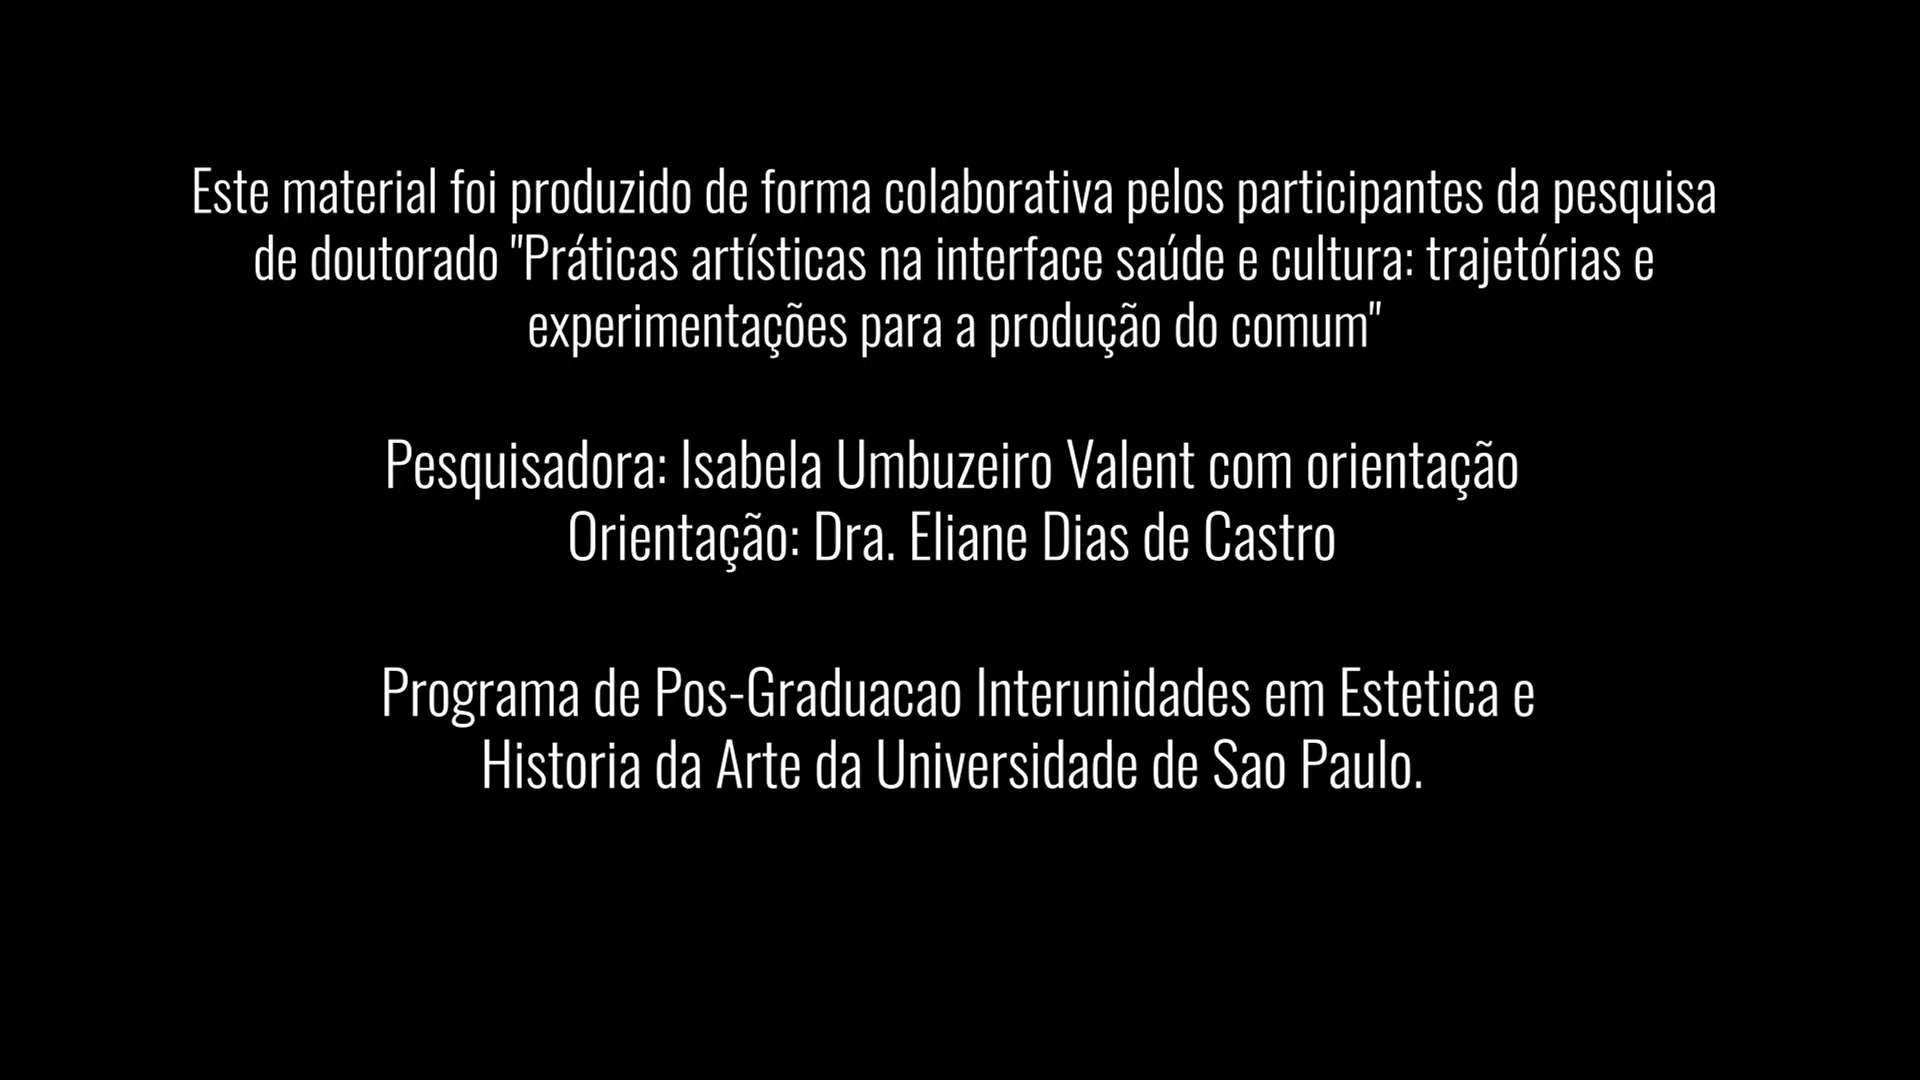 Este material foi produzido de forma colaborativa pelos participantes da pesquisa
de doutorado "Práticas artísticas na interface saúde e cultura: trajetórias e
experimentações para a produção do comum"
Pesquisadora: Isabela Umbuzeiro Valent com orientação
Orientação: Dra. Eliane Dias de Castro
Programa de Pos-Graduacao Interunidades em Estetica e
Historia da Arte da Universidade de Sao Paulo.